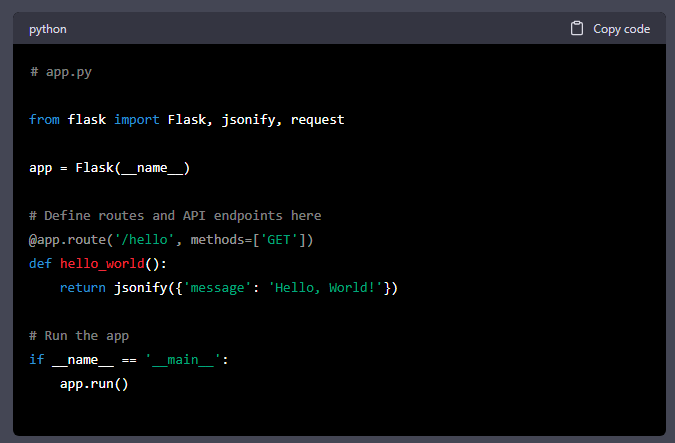 python
Copy code
# app.py
from flask import Flask, jsonify, request
app = Flask(__name__)
# Define routes and API endpoints here
@app.route('/hello', methods=['GET'])
def hello_world():
    return jsonify({'message': 'Hello, World!'})
# Run the app
if __name__ == '__main__':
    app.run()